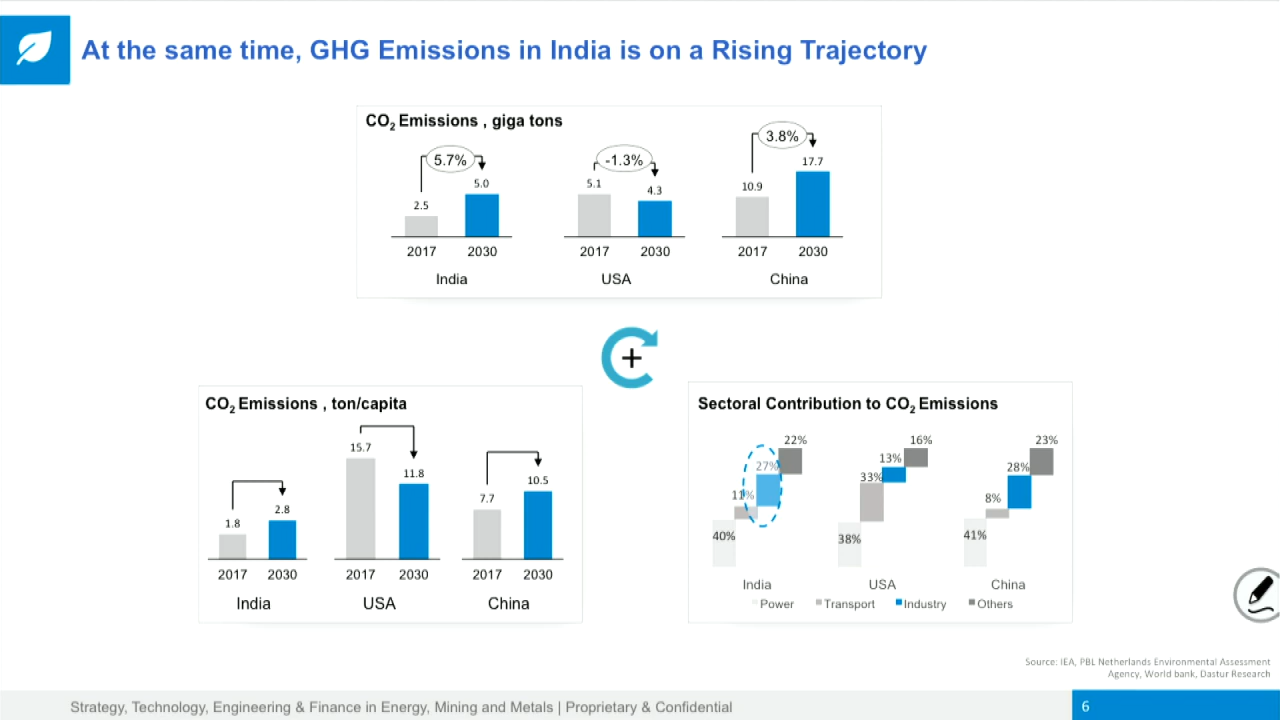 At the same time, GHG Emissions in India is on a Rising Trajectory
CO2 Emissions , giga tons
5.7%
2.5
5.0
2017 2030
India
-1.3%
5.1
4.3
2017 2030
USA
3.8%
10.9
17.7
2017 2030
China
+
CO2 Emissions , ton/capita
1.8
2.8
2017 2030
India
15.7
11.8
2017 2030
USA
7.7
10.5
2017 2030
China
Sectoral Contribution to CO2 Emissions
40%
11%
27%
22%
India
38%
33%
13%
16%
USA
41%
8%
28%
23%
China
Power Transport Industry Others
Source: IEA, PBL Netherlands Environmental Assessment
Agency, World bank, Dastur Research
Strategy, Technology, Engineering & Finance in Energy, Mining and Metals | Proprietary & Confidential
6